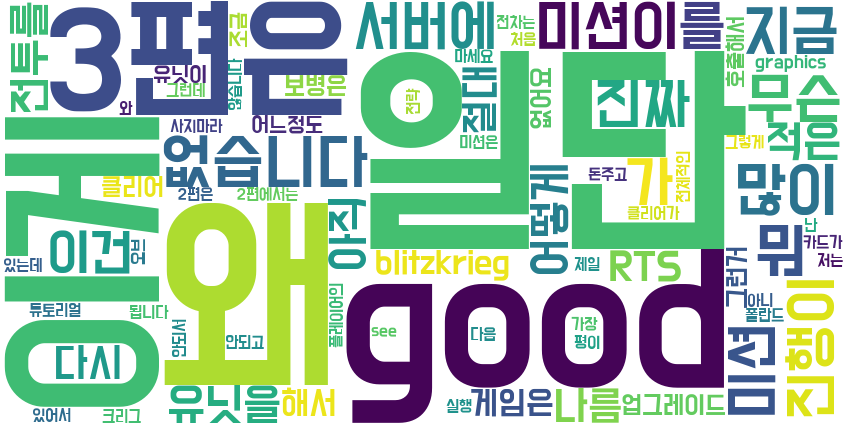 전투를
3편은
유닛이
그런데
조금
않습니다
보병은
와
서버에
전차는
처음
마세요
미션이를
호출해서
지금
graphics
사지마라
어느정도
없습니다
클리어
2편은
2편에서는
이게
왜
일단
전략
절대
없어요
미션은
진짜
무슨
적은
그렇게
돈주고
가
전체적인
클리어가
많이
뭐
난
카드가
저는
이건
있는데
튜토리얼
됩니다
아직
blitzkrieg
어떻게
제일
RTS
그런거
아니
폴란드
다시
안되서
안되고
플레이어의
good
see
다음
가장
평이
미션
진행이
있어서
크리그
유닛을
해서
실행
게임은
나름
업그레이드